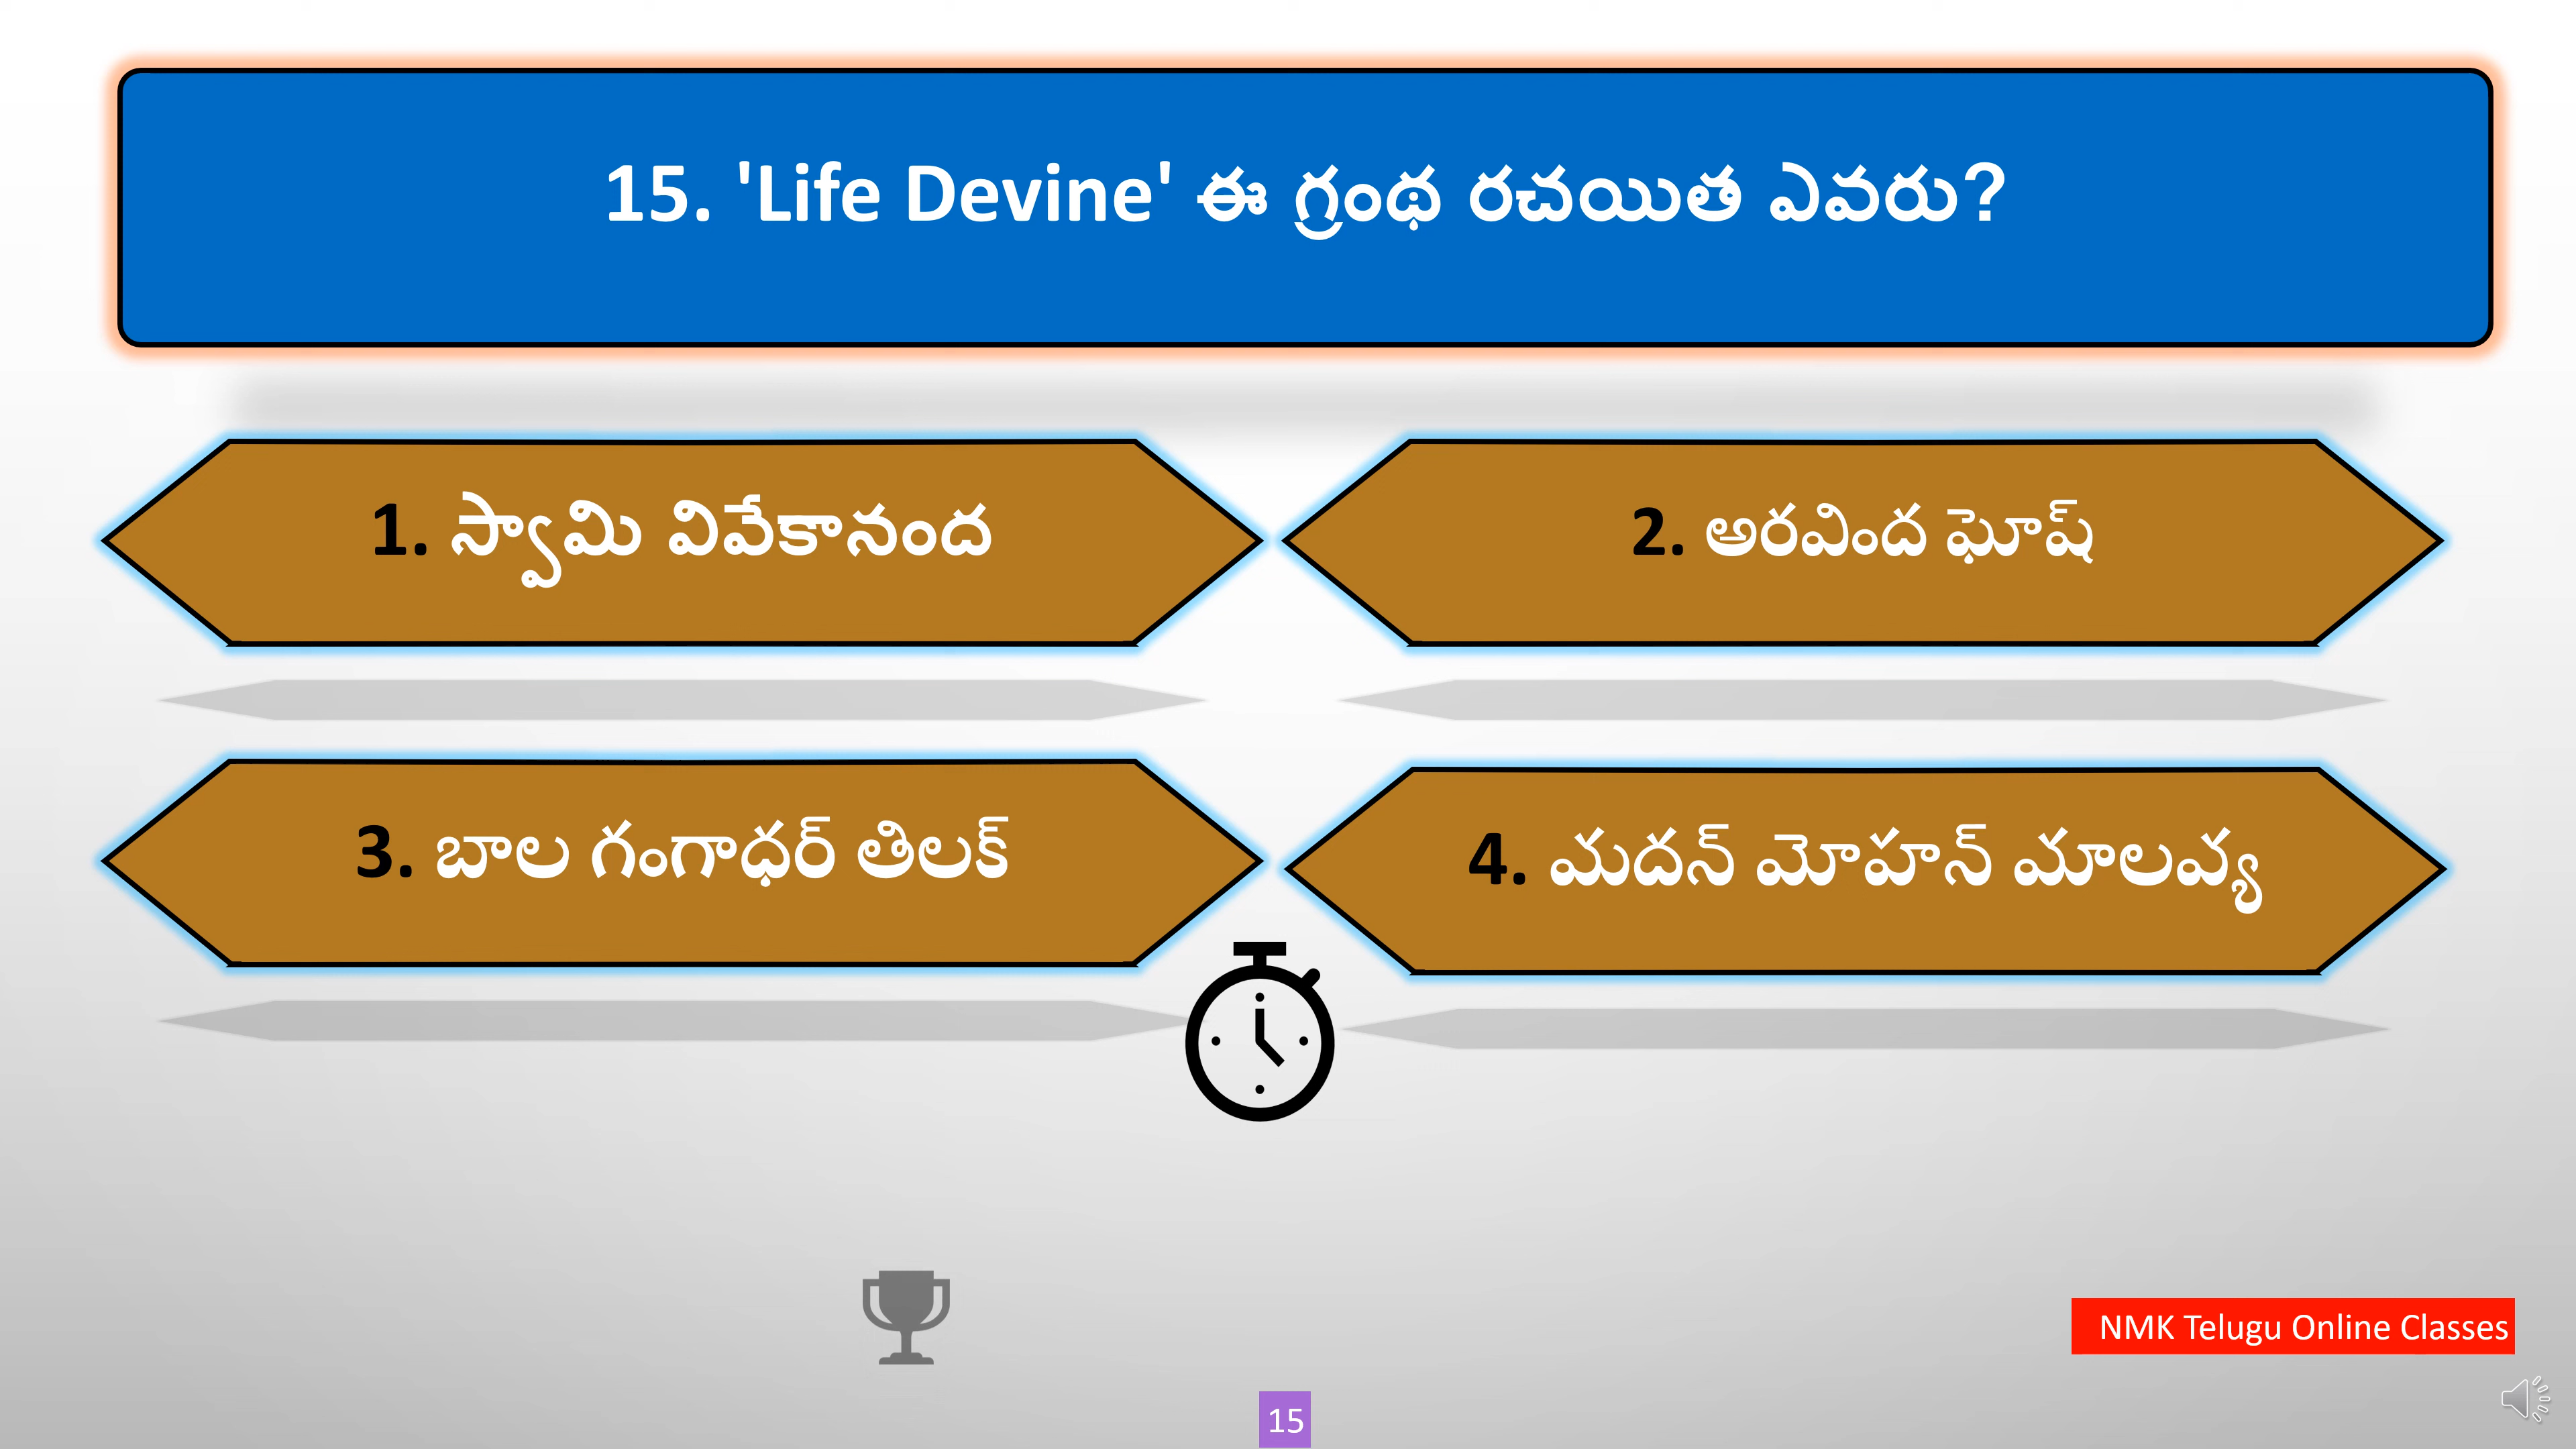 15. 'Life Devine' ఈ గ్రంథ రచయిత ఎవరు?
1. స్వామి వివేకానంద
2. అరవింద ఘోష్
3. బాల గంగాధర్ తిలక్
4. మదన్ మోహన్ మాలవ్య
NMK Telugu Online Classes
15